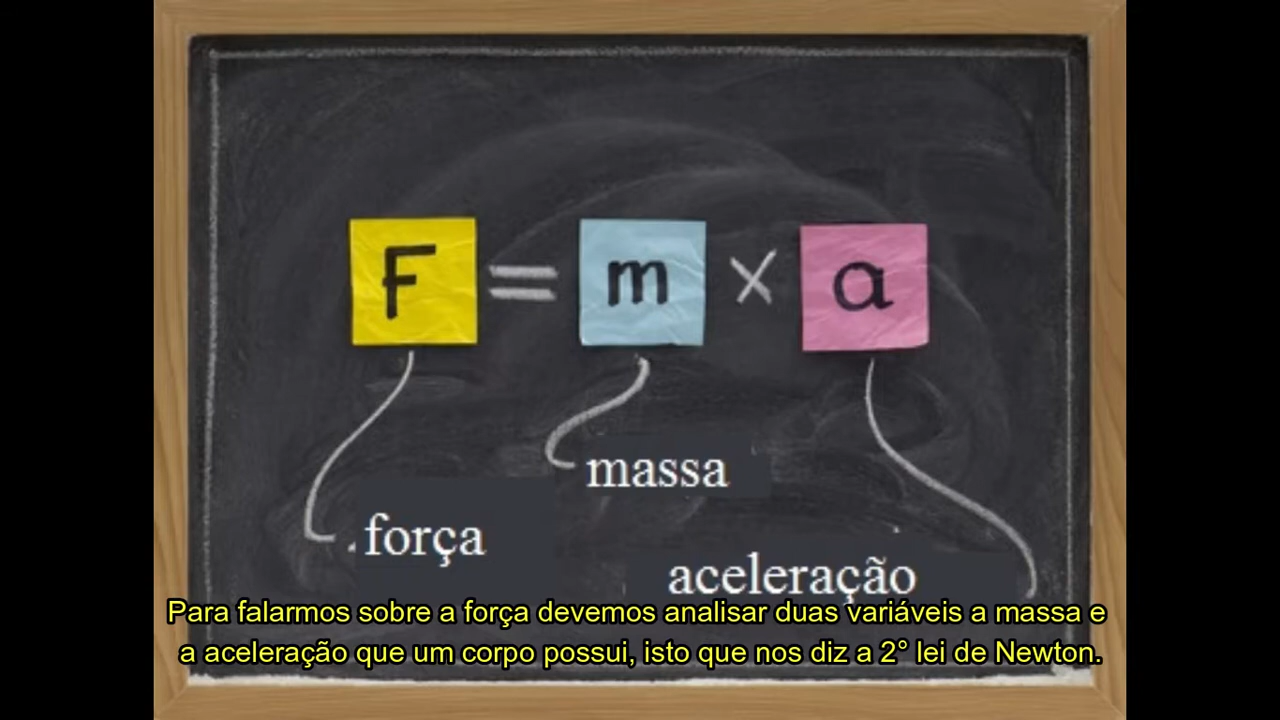 F = m × a
massa
força
aceleração
Para falarmos sobre a força devemos analisar duas variáveis a massa e
a aceleração que um corpo possui, isto que nos diz a 2° lei de Newton.